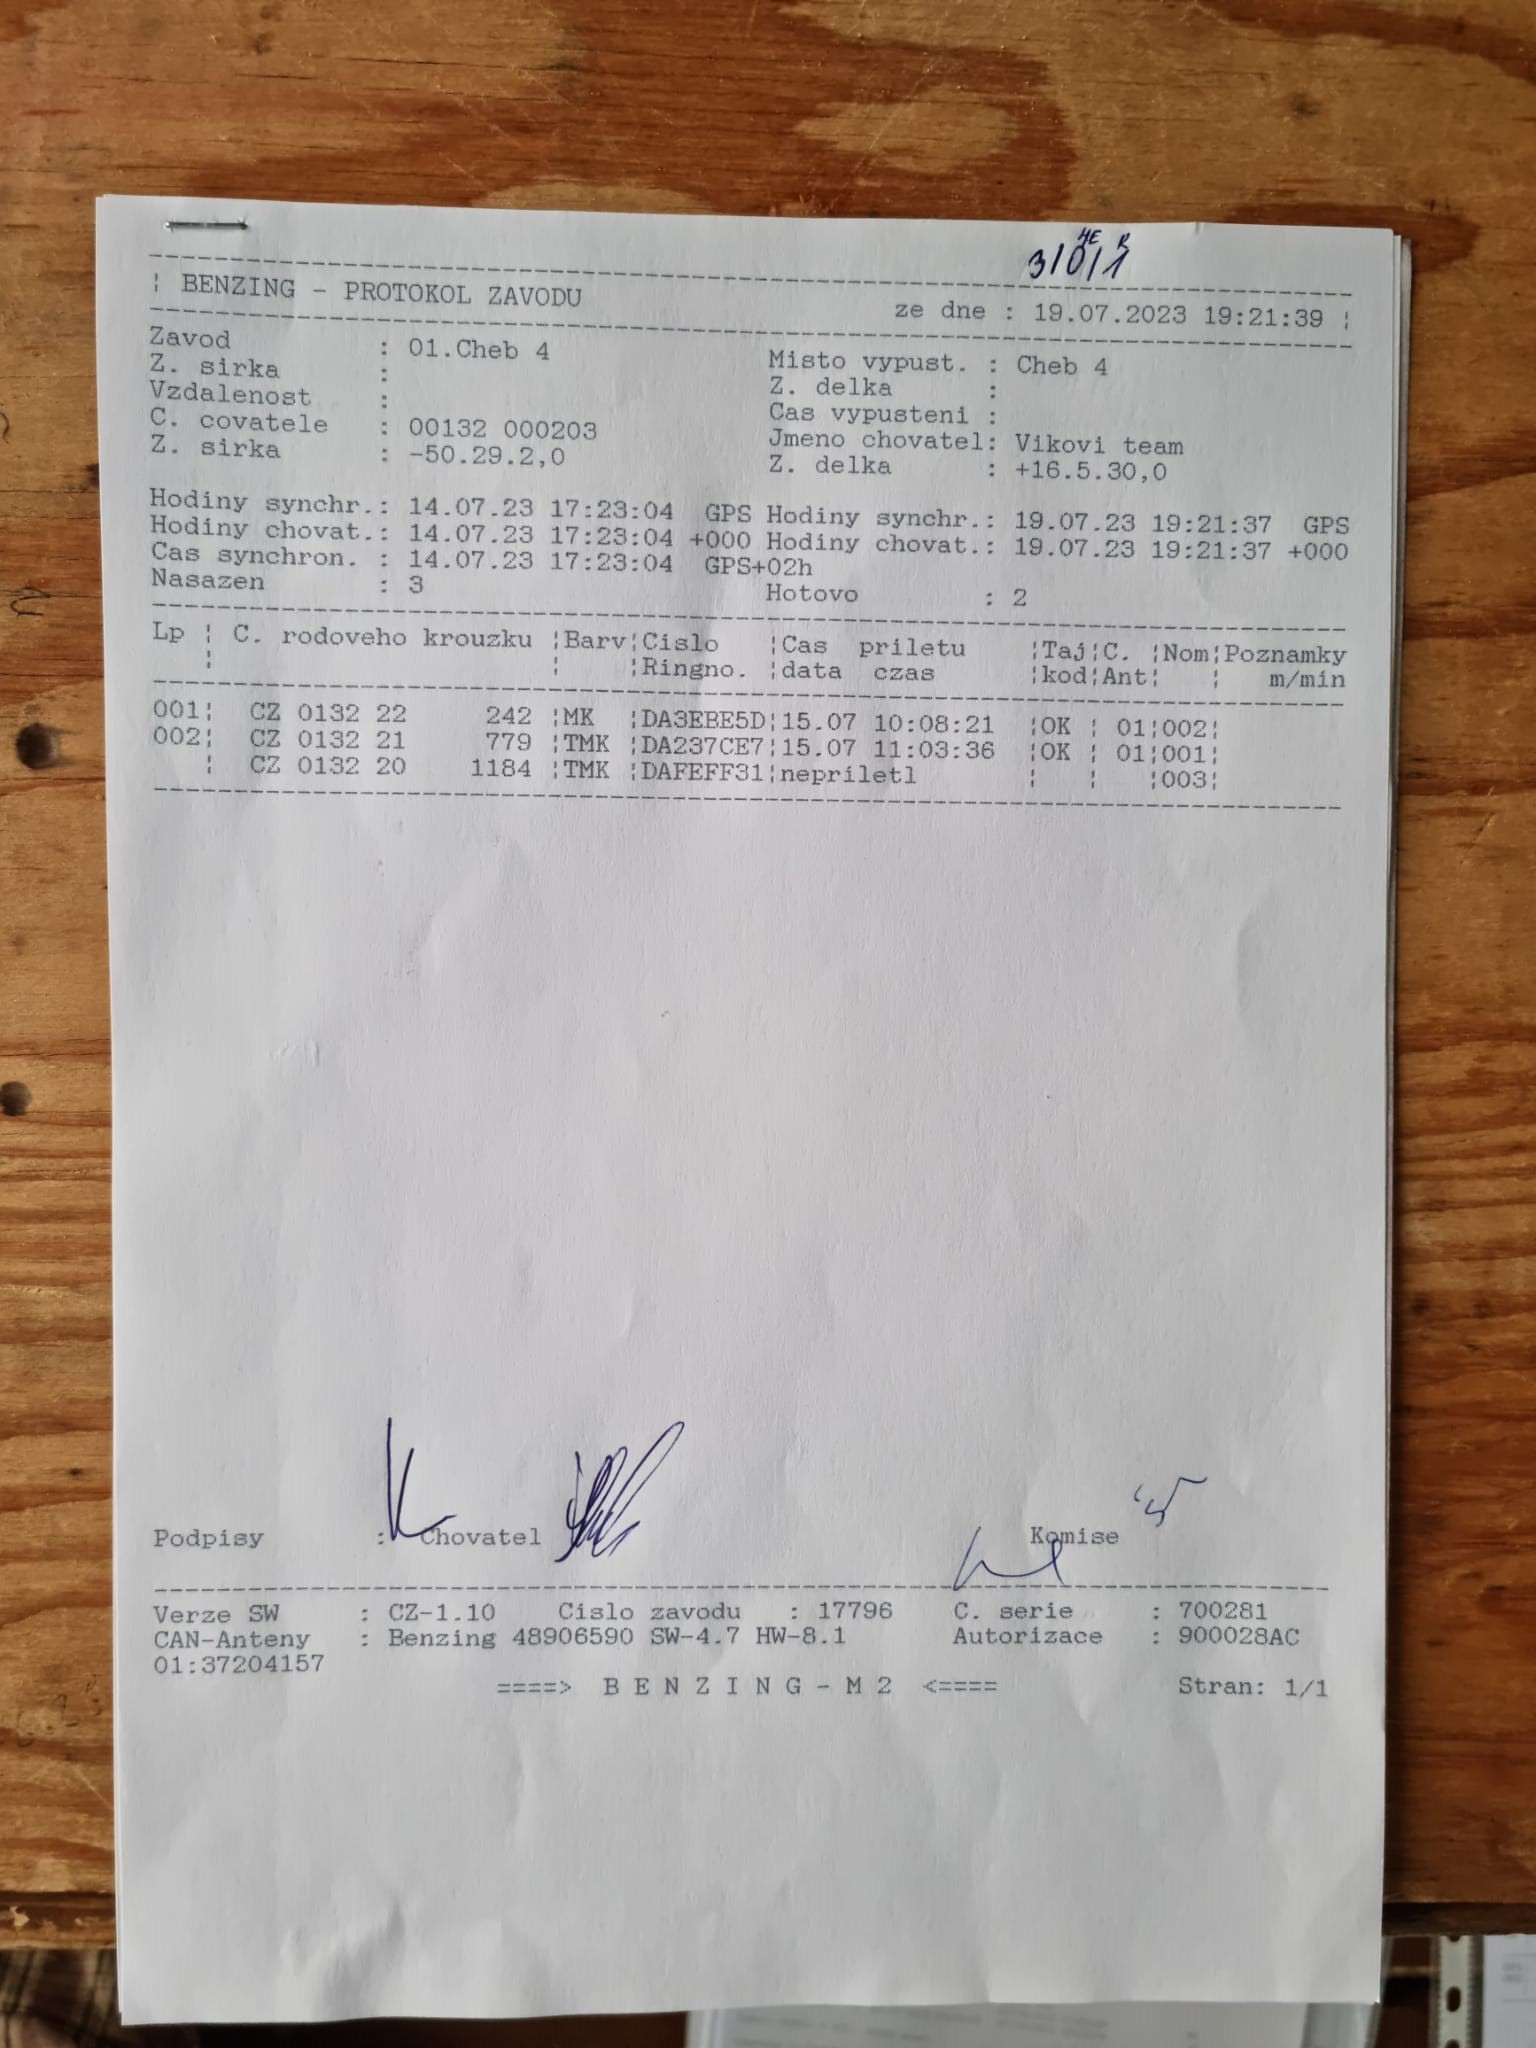 3/0/1
HE R
BENZING - PROTOKOL ZAVODU ze dne : 19.07.2023 19:21:39
Zavod : 01.Cheb 4 Misto vypust. : Cheb 4
Z. sirka : Z. delka :
Vzdalenost : Cas vypusteni :
C. covatele : 00132 000203 Jmeno chovatel: Vikovi team
Z. sirka : -50.29.2,0 Z. delka : +16.5.30,0
Hodiny synchr.: 14.07.23 17:23:04 GPS Hodiny synchr.: 19.07.23 19:21:37 GPS
Hodiny chovat.: 14.07.23 17:23:04 +000 Hodiny chovat.: 19.07.23 19:21:37 +000
Cas synchron. : 14.07.23 17:23:04 GPS+02h
Nasazen : 3 Hotovo : 2
Lp ¦ C. rodoveho krouzku ¦Barv¦Cislo ¦Cas priletu ¦Taj¦C. ¦Nom¦Poznamky
¦ ¦ ¦Ringno. ¦data czas ¦kod¦Ant¦ ¦ m/min
001¦ CZ 0132 22 242 ¦MK ¦DA3EBE5D¦15.07 10:08:21 ¦OK ¦ 01¦002¦
002¦ CZ 0132 21 779 ¦TMK ¦DA237CE7¦15.07 11:03:36 ¦OK ¦ 01¦001¦
¦ CZ 0132 20 1184 ¦TMK ¦DAFEFF31¦nepriletl ¦ ¦ ¦003¦
Podpisy : Chovatel Komise
Verze SW : CZ-1.10 Cislo zavodu : 17796 C. serie : 700281
CAN-Anteny : Benzing 48906590 SW-4.7 HW-8.1 Autorizace : 900028AC
01:37204157
====> B E N Z I N G - M 2 <==== Stran: 1/1